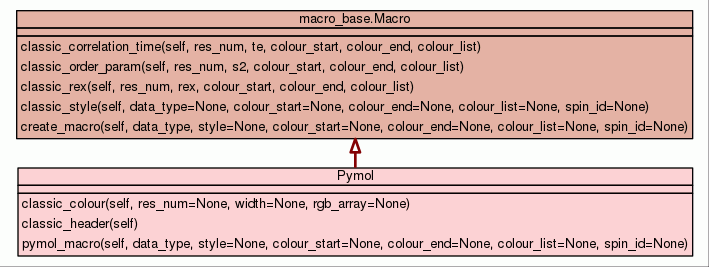 macro_base.Macro
classic_correlation_time(self, res_num, te, colour_start, colour_end, colour_list)
classic_order_param(self, res_num, s2, colour_start, colour_end, colour_list)
classic_rex(self, res_num, rex, colour_start, colour_end, colour_list)
classic_style(self, data_type=None, colour_start=None, colour_end=None, colour_list=None, spin_id=None)
create_macro(self, data_type, style=None, colour_start=None, colour_end=None, colour_list=None, spin_id=None)
Pymol
classic_colour(self, res_num=None, width=None, rgb_array=None)
classic_header(self)
pymol_macro(self, data_type, style=None, colour_start=None, colour_end=None, colour_list=None, spin_id=None)